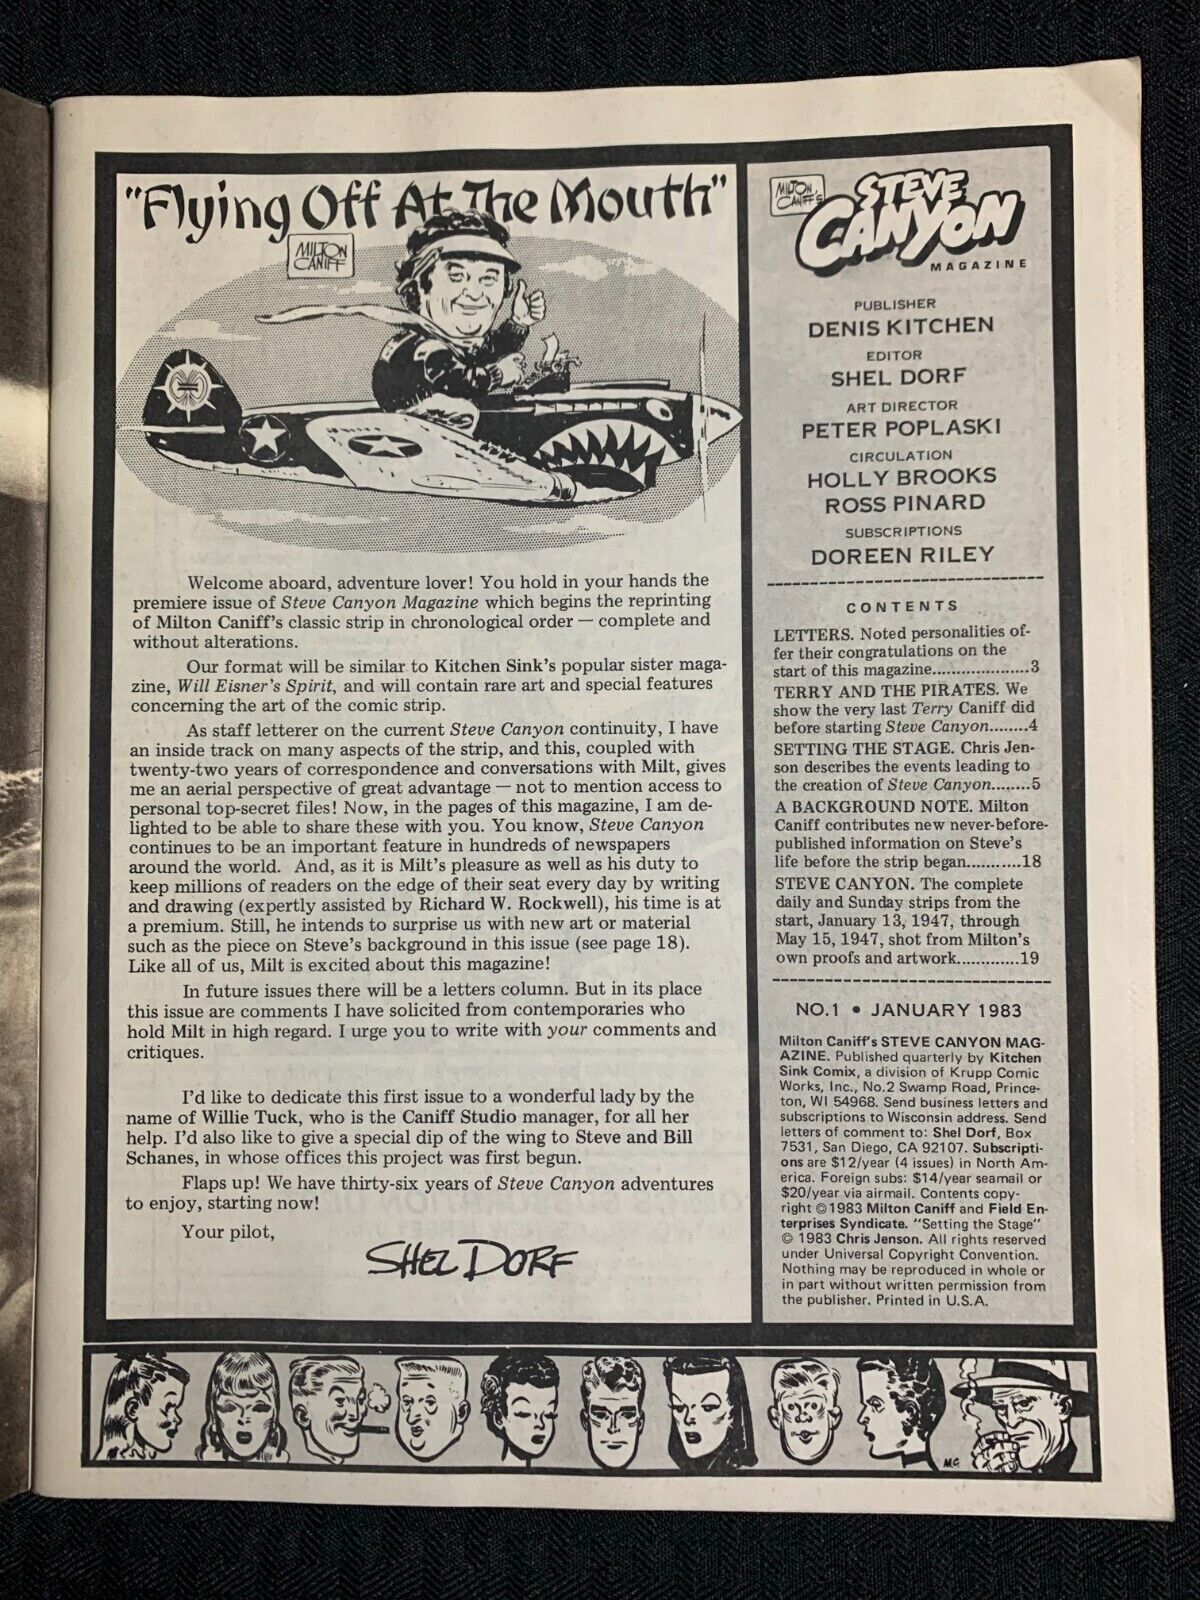 "Flying Off At The Mouth"
MILTON
CANIFF
Welcome aboard, adventure lover! You hold in your hands the
premiere issue of Steve Canyon Magazine which begins the reprinting
of Milton Caniff's classic strip in chronological order — complete and
without alterations.
Our format will be similar to Kitchen Sink's popular sister maga-
zine, Will Eisner's Spirit, and will contain rare art and special features
concerning the art of the comic strip.
As staff letterer on the current Steve Canyon continuity, I have
an inside track on many aspects of the strip, and this, coupled with
twenty-two years of correspondence and conversations with Milt, gives
me an aerial perspective of great advantage — not to mention access to
personal top-secret files! Now, in the pages of this magazine, I am de-
lighted to be able to share these with you. You know, Steve Canyon
continues to be an important feature in hundreds of newspapers
around the world. And, as it is Milt's pleasure as well as his duty to
keep millions of readers on the edge of their seat every day by writing
and drawing (expertly assisted by Richard W. Rockwell), his time is at
a premium. Still, he intends to surprise us with new art or material
such as the piece on Steve's background in this issue (see page 18).
Like all of us, Milt is excited about this magazine!
In future issues there will be a letters column. But in its place
this issue are comments I have solicited from contemporaries who
hold Milt in high regard. I urge you to write with your comments and
critiques.
I'd like to dedicate this first issue to a wonderful lady by the
name of Willie Tuck, who is the Caniff Studio manager, for all her
help. I'd also like to give a special dip of the wing to Steve and Bill
Schanes, in whose offices this project was first begun.
Flaps up! We have thirty-six years of Steve Canyon adventures
to enjoy, starting now!
Your pilot,
SHEL DORF
MILTON
CANIFF'S
STEVE
CANYON
MAGAZINE
PUBLISHER
DENIS KITCHEN
EDITOR
SHEL DORF
ART DIRECTOR
PETER POPLASKI
CIRCULATION
HOLLY BROOKS
ROSS PINARD
SUBSCRIPTIONS
DOREEN RILEY
CONTENTS
LETTERS. Noted personalities of-
fer their congratulations on the
start of this magazine...................3
TERRY AND THE PIRATES. We
show the very last Terry Caniff did
before starting Steve Canyon........4
SETTING THE STAGE. Chris Jen-
son describes the events leading to
the creation of Steve Canyon........5
A BACKGROUND NOTE. Milton
Caniff contributes new never-before-
published information on Steve's
life before the strip began...........18
STEVE CANYON. The complete
daily and Sunday strips from the
start, January 13, 1947, through
May 15, 1947, shot from Milton's
own proofs and artwork.............19
NO.1 • JANUARY 1983
Milton Caniff's STEVE CANYON MAG-
AZINE. Published quarterly by Kitchen
Sink Comix, a division of Krupp Comic
Works, Inc., No.2 Swamp Road, Prince-
ton, WI 54968. Send business letters and
subscriptions to Wisconsin address. Send
letters of comment to: Shel Dorf, Box
7531, San Diego, CA 92107. Subscripti-
ons are $12/year (4 issues) in North Am-
erica. Foreign subs: $14/year seamail or
$20/year via airmail. Contents copy-
right ©1983 Milton Caniff and Field En-
terprises Syndicate. "Setting the Stage"
© 1983 Chris Jenson. All rights reserved
under Universal Copyright Convention.
Nothing may be reproduced in whole or
in part without written permission from
the publisher. Printed in U.S.A.
M.C.